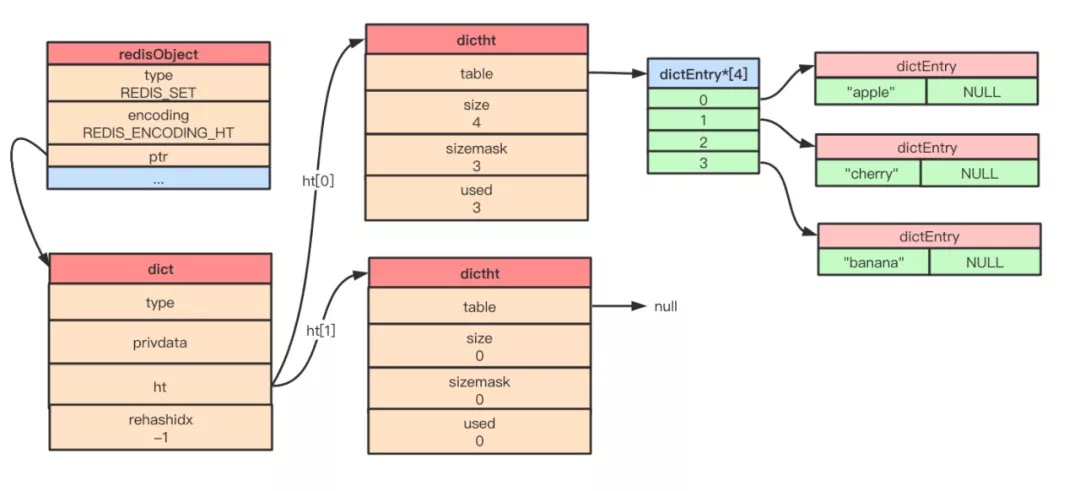 redisObject
type
REDIS_SET
encoding
REDIS_ENCODING_HT
ptr
...
dict
type
privdata
ht
rehashidx
-1
ht[0]
ht[1]
dictht
table
size
4
sizemask
3
used
3
dictht
table
size
0
sizemask
0
used
0
null
dictEntry*[4]
0
1
2
3
dictEntry
"apple" NULL
dictEntry
"cherry" NULL
dictEntry
"banana" NULL